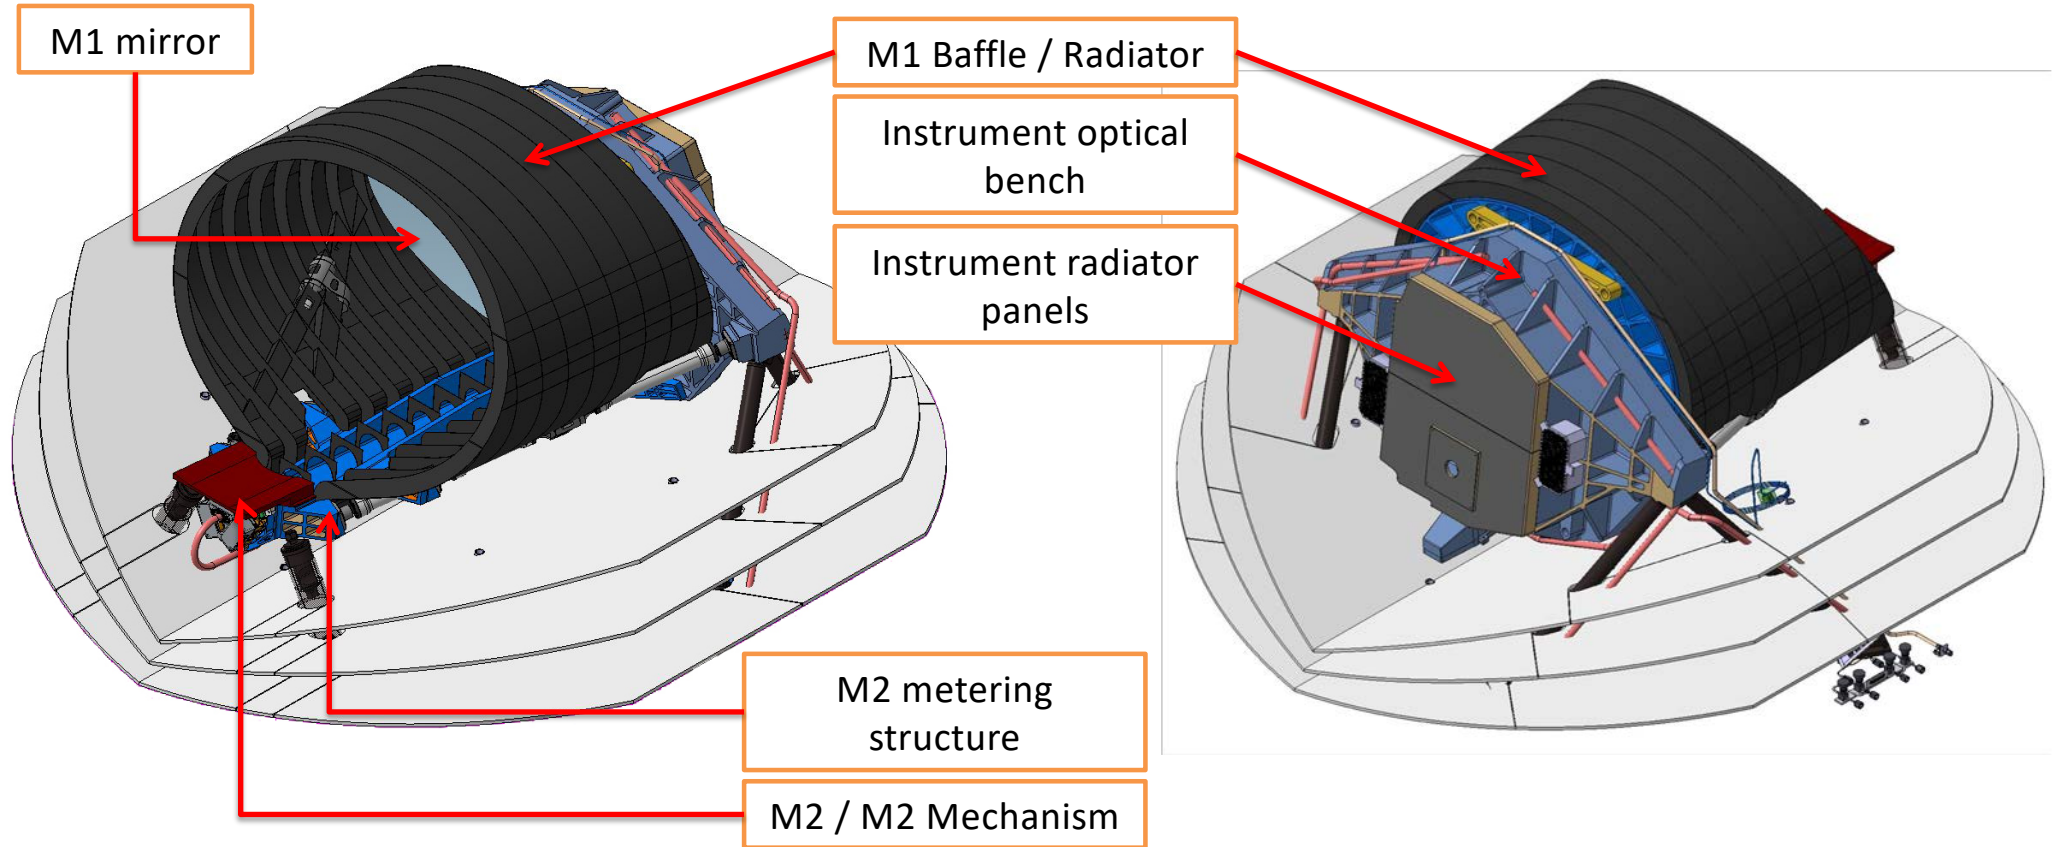 M1 mirror
M1 Baffle / Radiator
Instrument optical
bench
Instrument radiator
panels
M2 metering
structure
M2 / M2 Mechanism